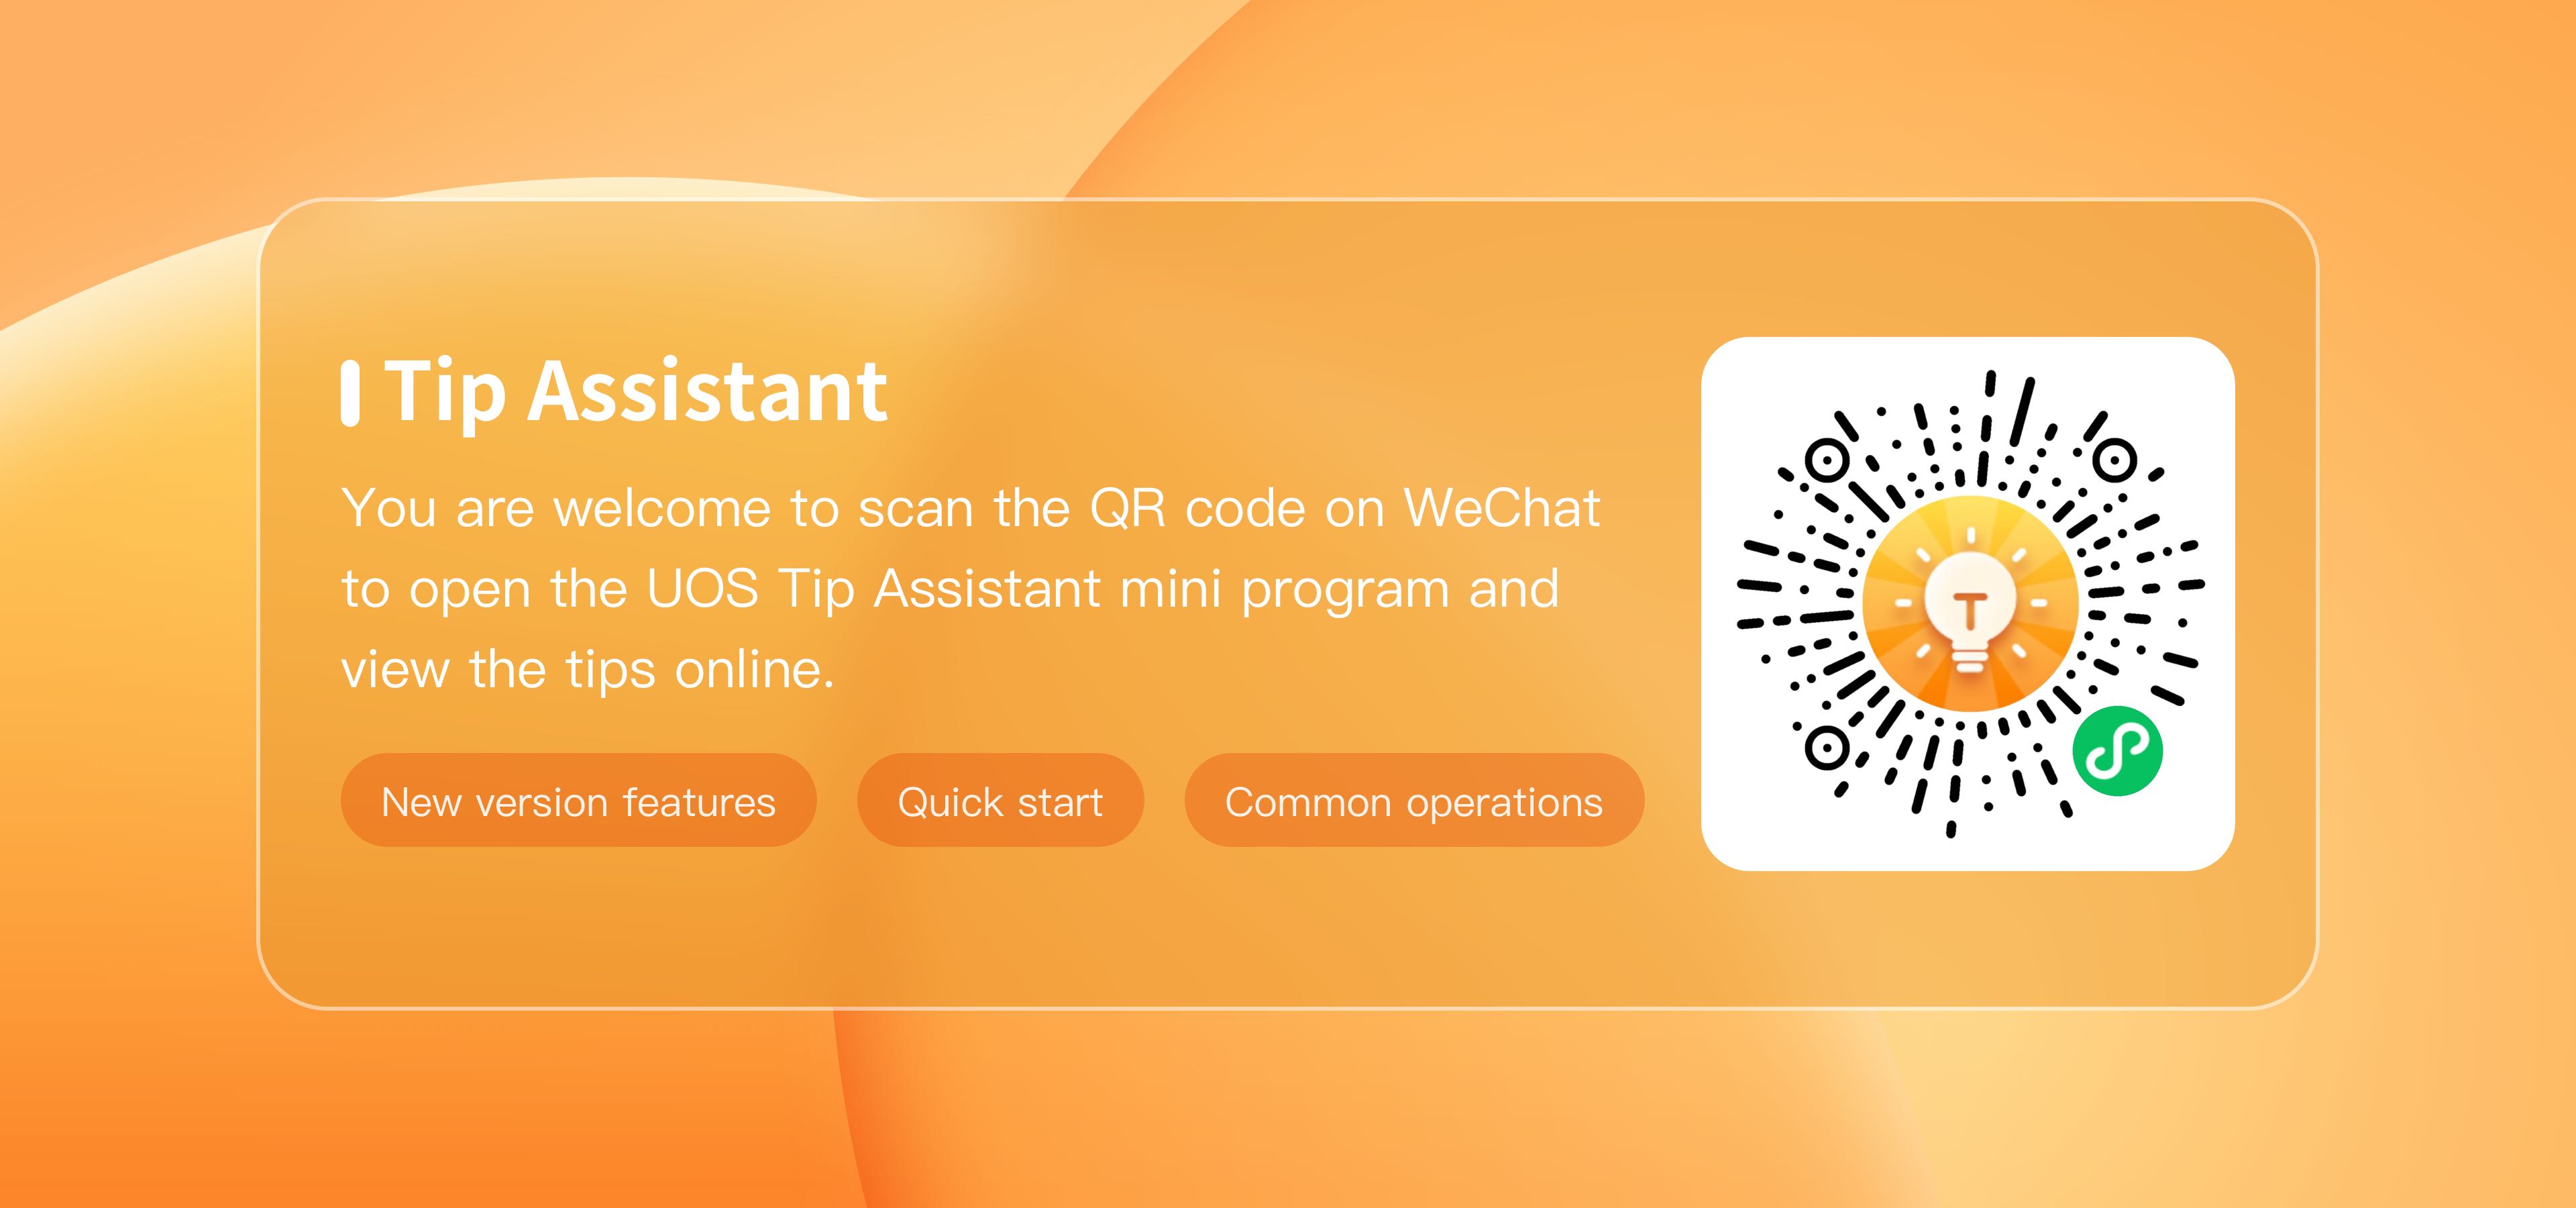 Tip Assistant
You are welcome to scan the QR code on WeChat
to open the UOS Tip Assistant mini program and
view the tips online.
New version features
Quick start
Common operations
T